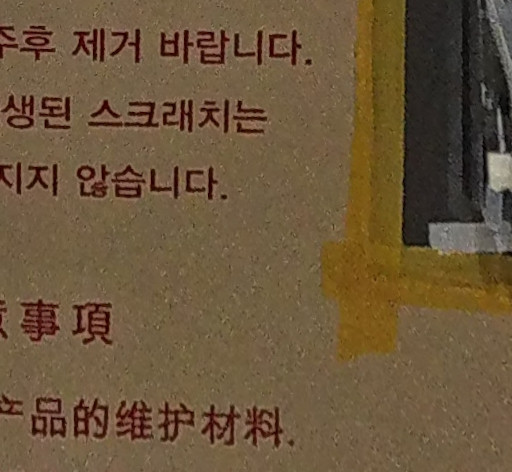 주후 제거 바랍니다.
생된 스크래치는
지지 않습니다.
意事項
产品的维护材料.